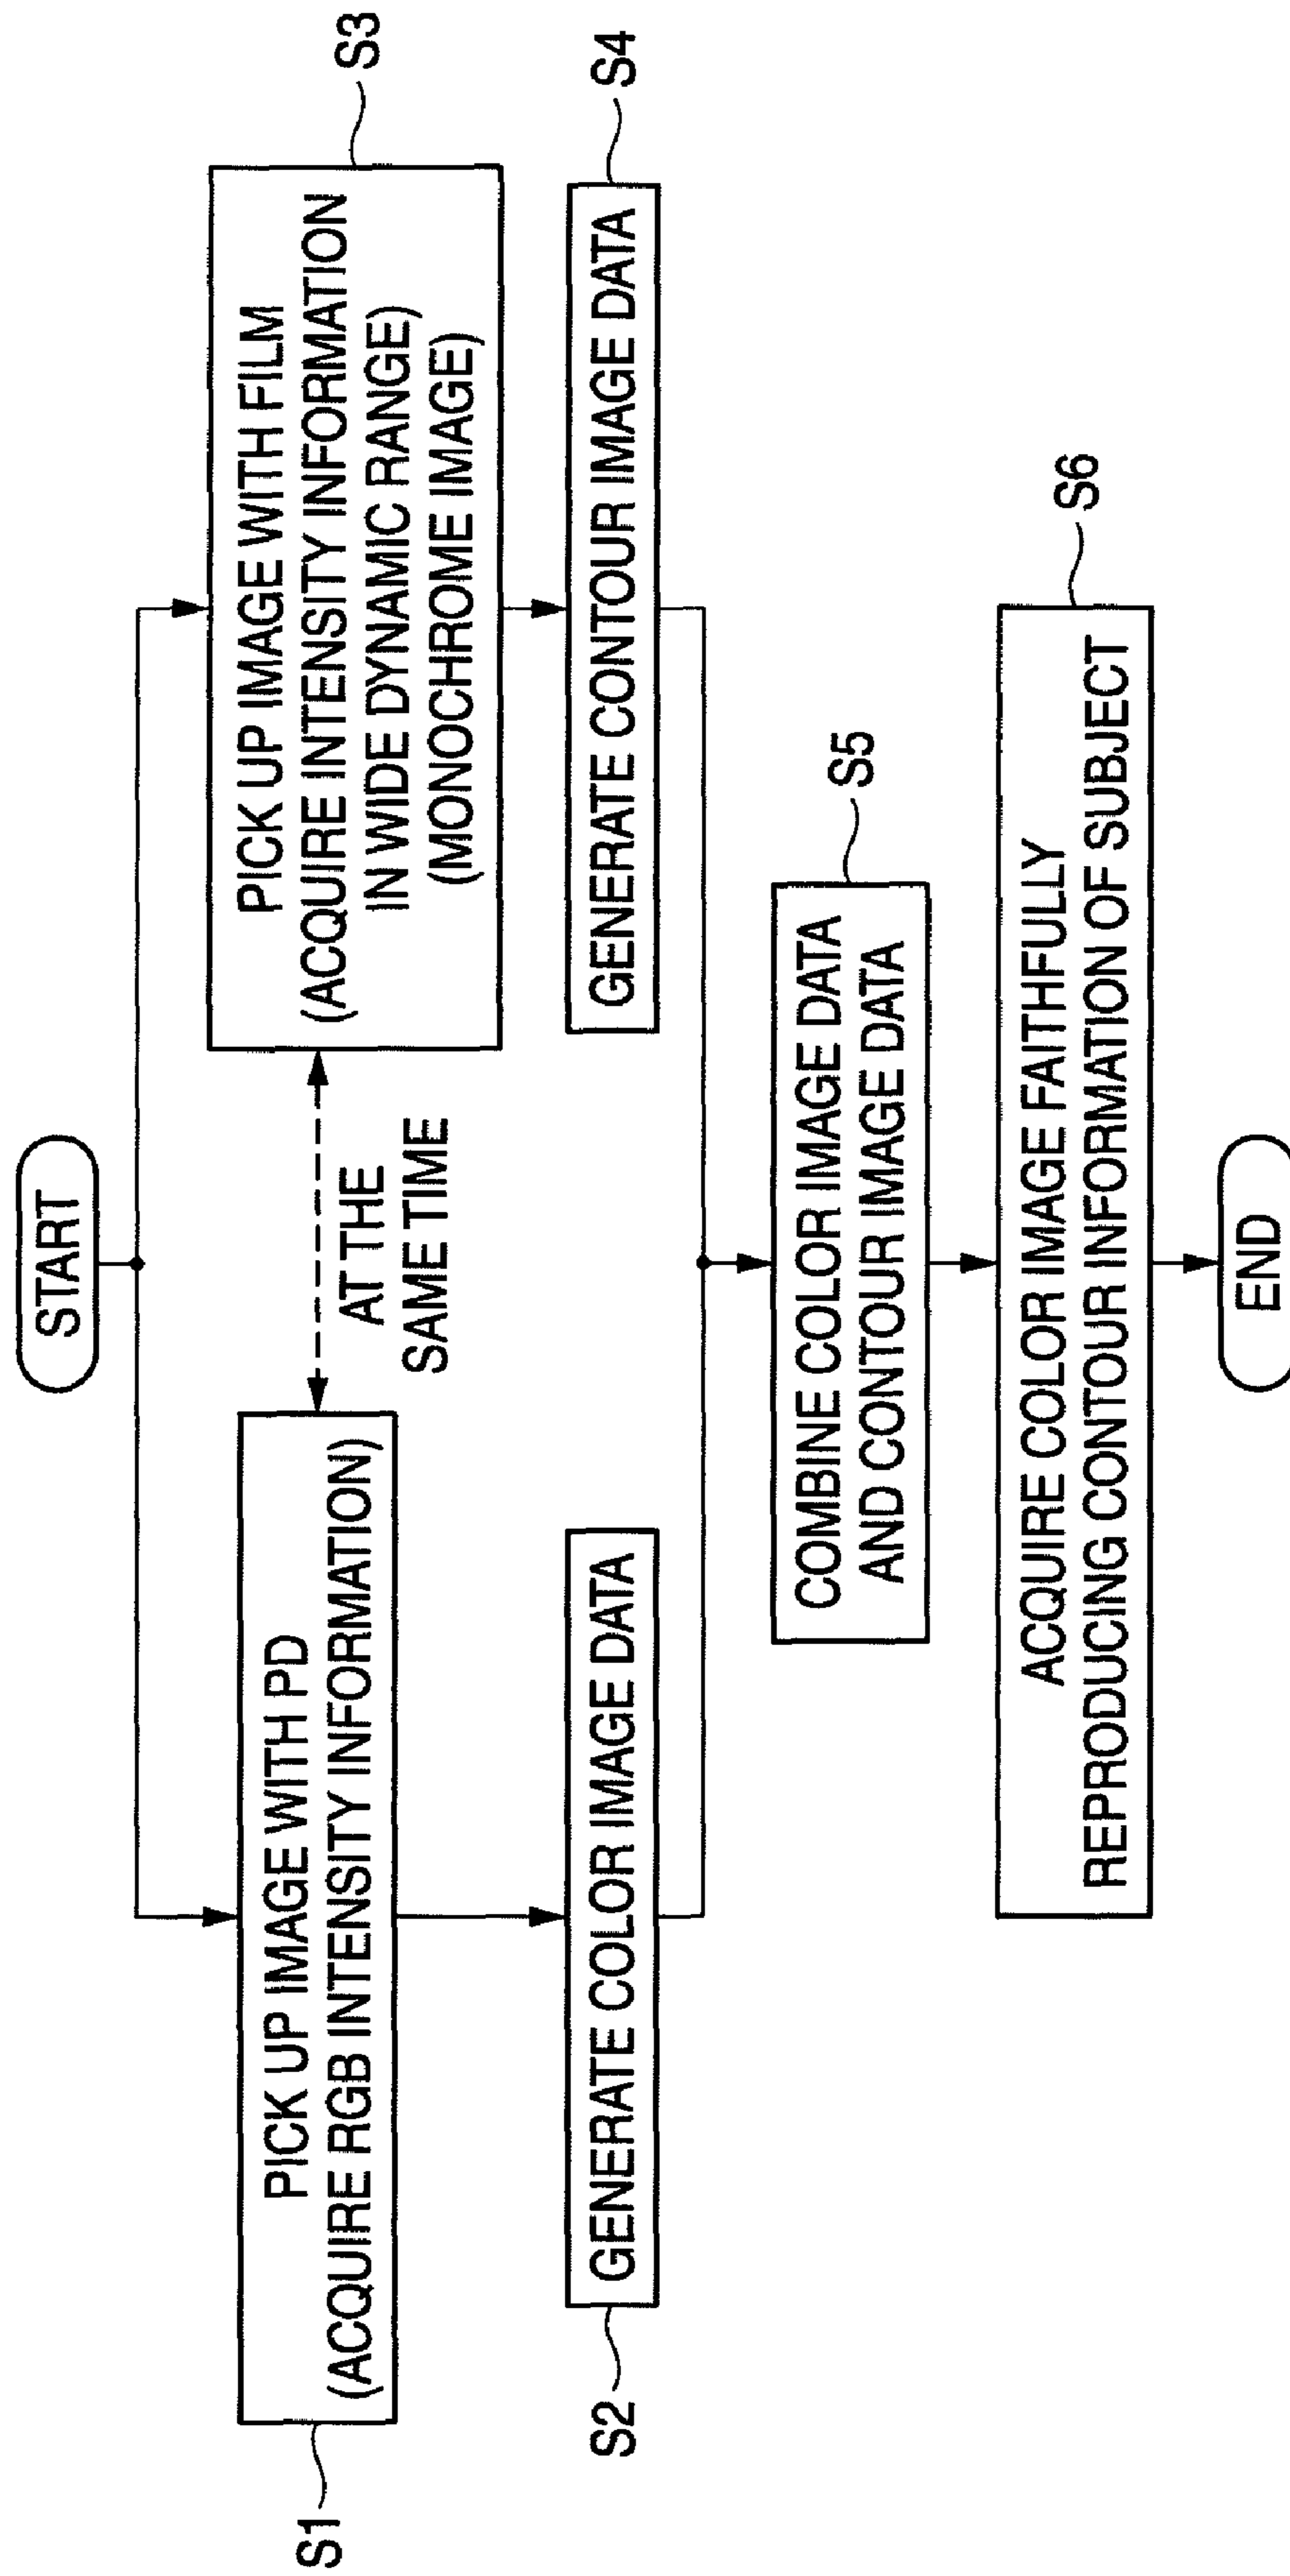 START
S1
PICK UP IMAGE WITH PD
(ACQUIRE RGB INTENSITY INFORMATION)
AT THE
SAME TIME
PICK UP IMAGE WITH FILM
(ACQUIRE INTENSITY INFORMATION
IN WIDE DYNAMIC RANGE)
(MONOCHROME IMAGE)
S3
S2
GENERATE COLOR IMAGE DATA
GENERATE CONTOUR IMAGE DATA
S4
COMBINE COLOR IMAGE DATA
AND CONTOUR IMAGE DATA
S5
ACQUIRE COLOR IMAGE FAITHFULLY
REPRODUCING CONTOUR INFORMATION OF SUBJECT
S6
END